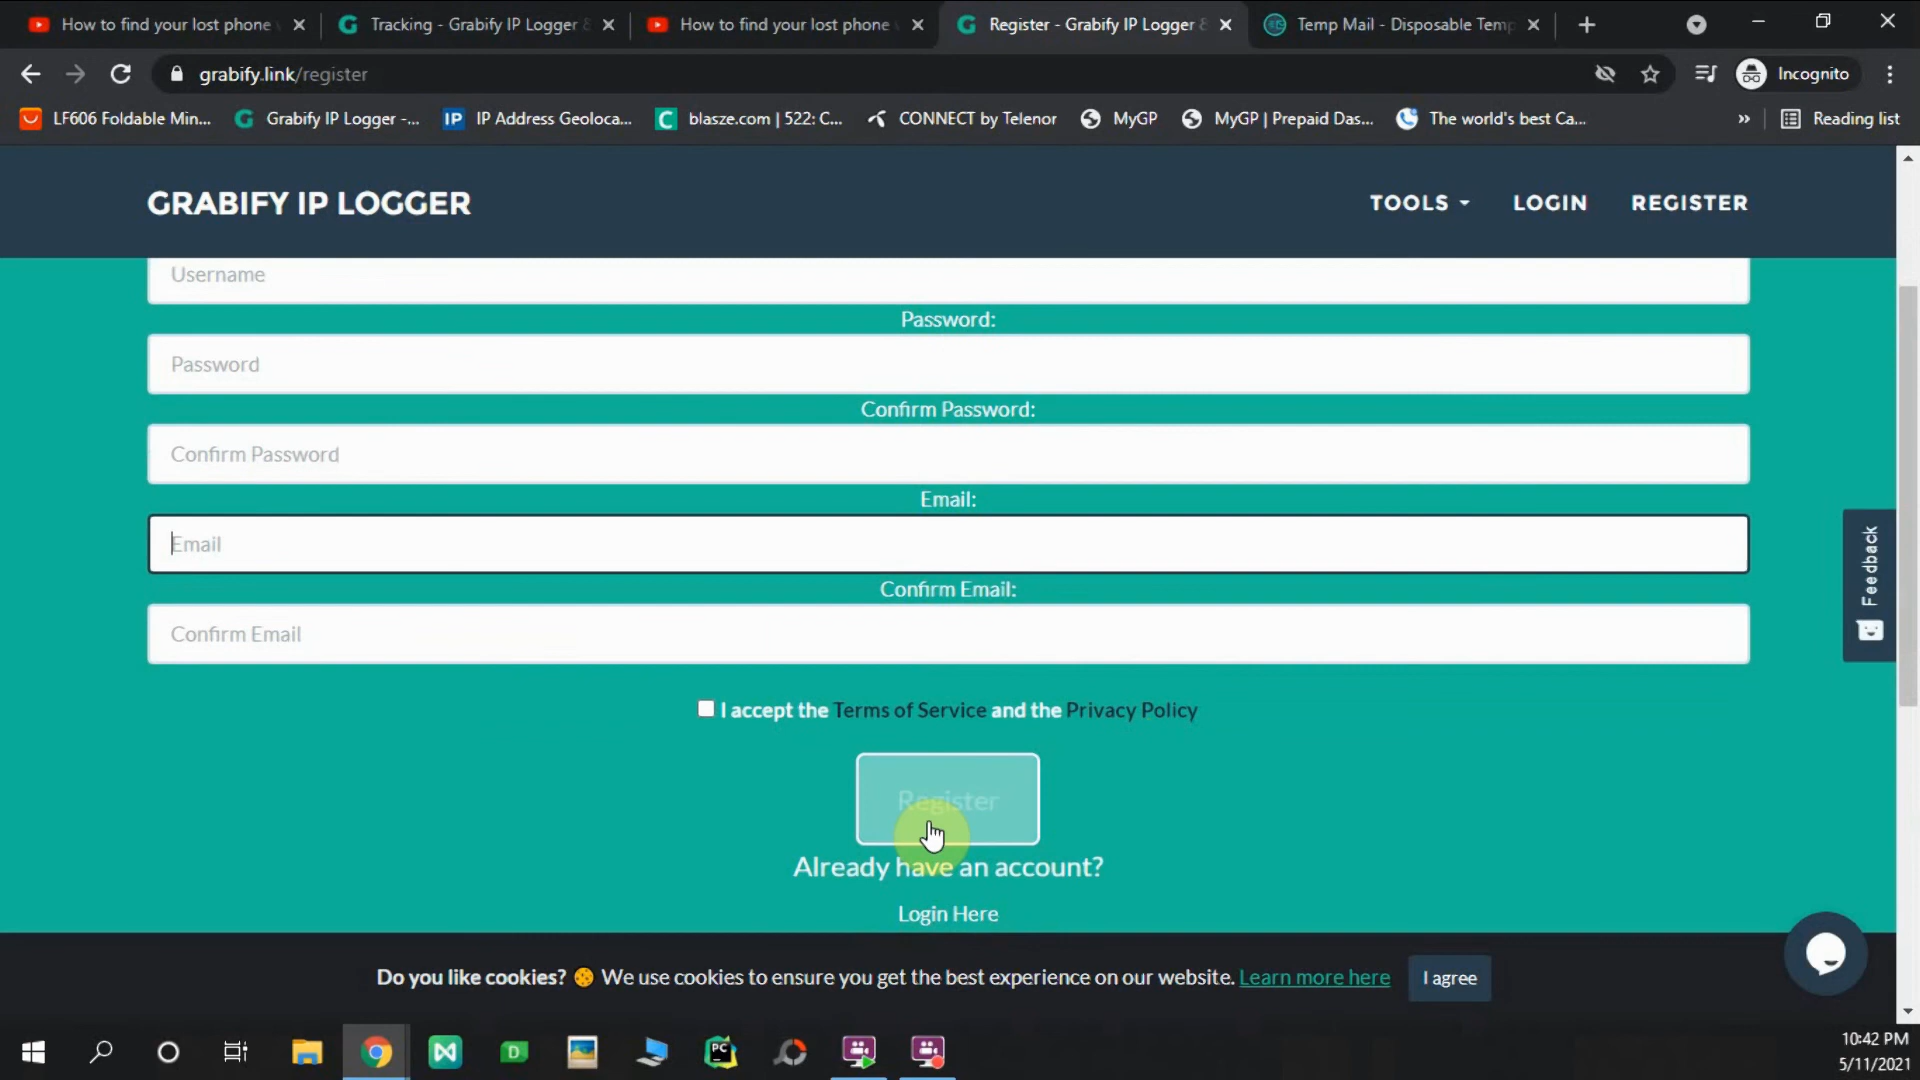 How to find your lost phone
Tracking - Grabify IP Logger &
How to find your lost phone
Register - Grabify IP Logger &
Temp Mail - Disposable Temp
grabify.link/register
Incognito
LF606 Foldable Min...
Grabify IP Logger -...
IP
IP Address Geoloca...
C
blasze.com | 522: C...
CONNECT by Telenor
MyGP
MyGP | Prepaid Das...
The world's best Ca...
»
Reading list
GRABIFY IP LOGGER
TOOLS
LOGIN
REGISTER
Username
Password:
Password
Confirm Password:
Confirm Password
Email:
Email
Confirm Email:
Confirm Email
Feedback
I accept the Terms of Service and the Privacy Policy
Register
Already have an account?
Login Here
Do you like cookies? 🍪 We use cookies to ensure you get the best experience on our website. Learn more here
I agree
D
PC
10:42 PM
5/11/2021